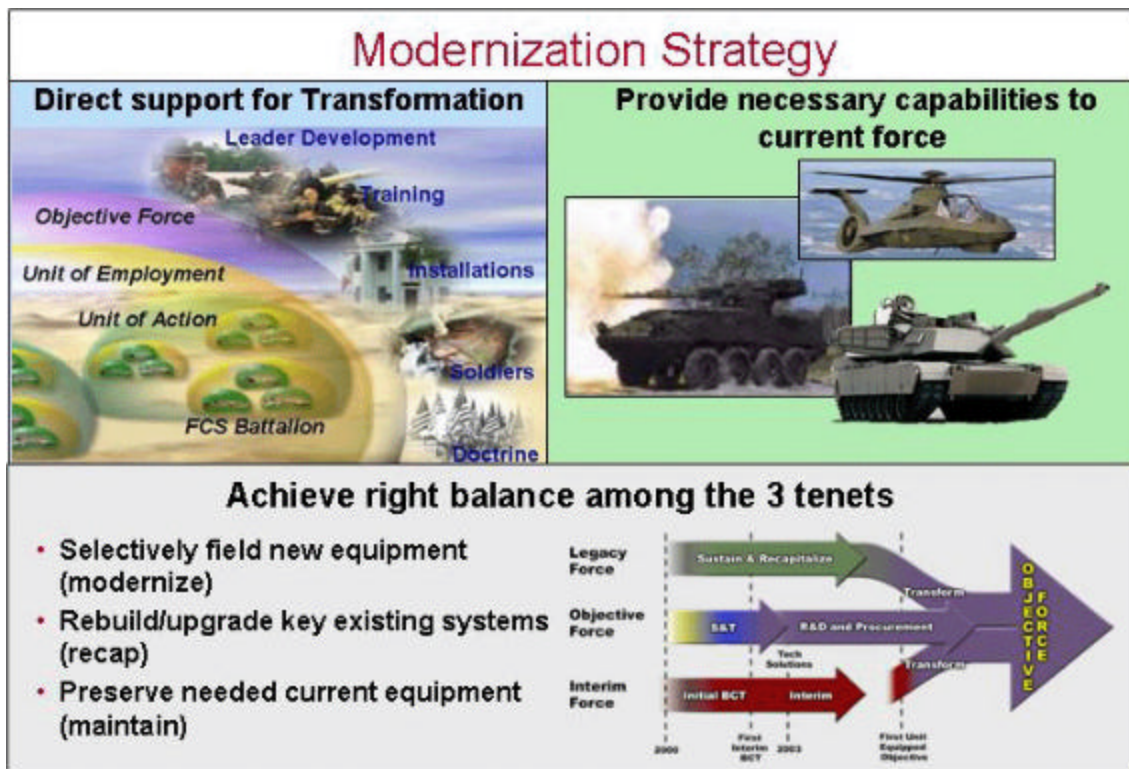 Modernization Strategy
Direct support for Transformation
Leader Development
Training
Objective Force
Installations
Unit of Employment
Unit of Action
Soldiers
FCS Battalion
Doctrine
Provide necessary capabilities to
current force
Achieve right balance among the 3 tenets
• Selectively field new equipment
(modernize)
• Rebuild/upgrade key existing systems
(recap)
• Preserve needed current equipment
(maintain)
Legacy
Force
Sustain & Recapitalize
Transform
Objective
Force
S&T
R&D and Procurement
Tech
Solutions
Transform
Interim
Force
Initial BCT
Interim
2000
First
Interim
BCT
2003
First Unit
Equipped
Objective
OBJECTIVE
FORCE